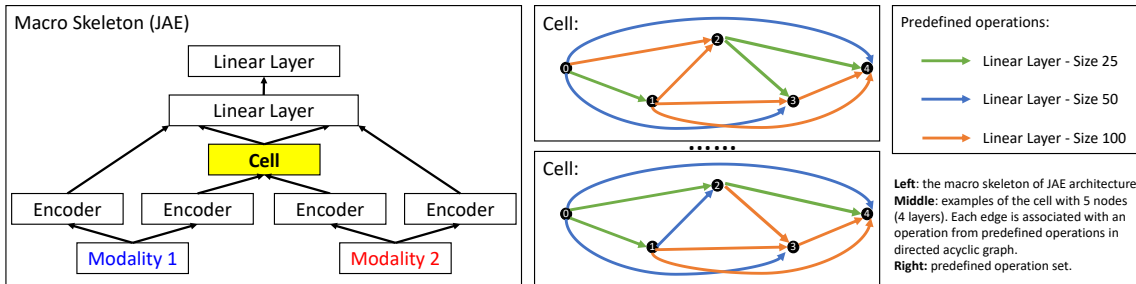 Macro Skeleton (JAE)
Linear Layer
Linear Layer
Cell
Encoder
Encoder
Encoder
Encoder
Modality 1
Modality 2
Cell:
0
1
2
3
4
......
Cell:
0
1
2
3
4
Predefined operations:
Linear Layer - Size 25
Linear Layer - Size 50
Linear Layer - Size 100
Left: the macro skeleton of JAE architecture
Middle: examples of the cell with 5 nodes
(4 layers). Each edge is associated with an
operation from predefined operations in
directed acyclic graph.
Right: predefined operation set.